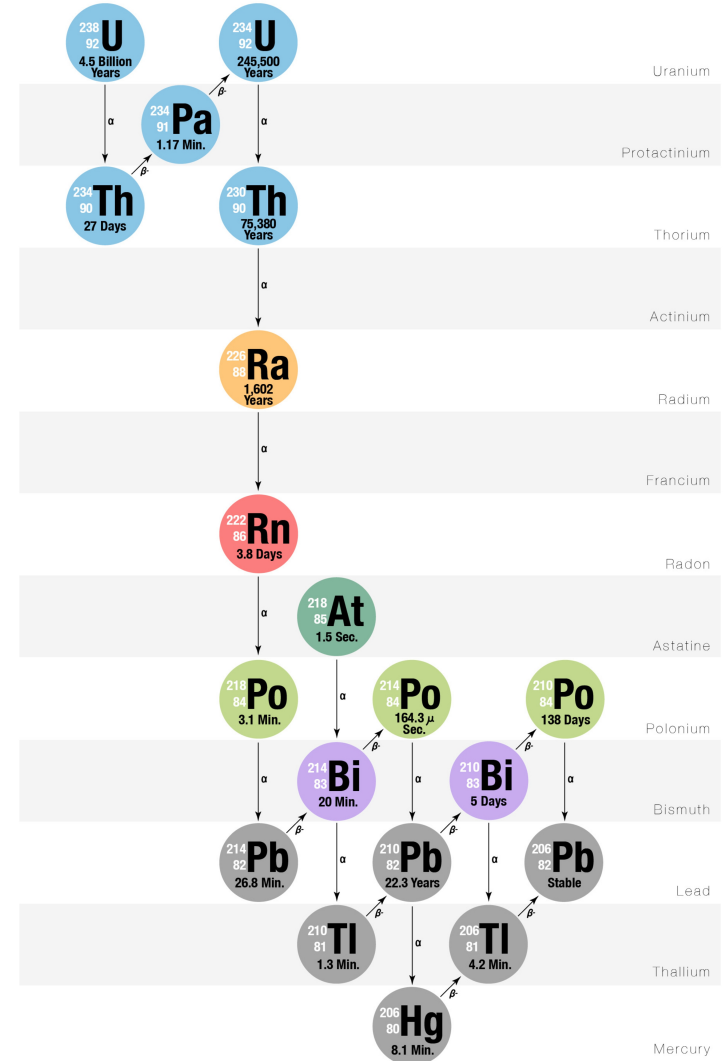 238
92
U
4.5 Billion
Years
234
92
U
245,500
Years
Uranium
α
β-
α
234
91
Pa
1.17 Min.
β-
Protactinium
234
90
Th
27 Days
230
90
Th
75,380
Years
Thorium
α
Actinium
226
88
Ra
1,602
Years
Radium
α
Francium
222
86
Rn
3.8 Days
Radon
α
218
85
At
1.5 Sec.
Astatine
α
218
84
Po
3.1 Min.
214
84
Po
164.3 μ
Sec.
210
84
Po
138 Days
Polonium
β-
β-
α
214
83
Bi
20 Min.
α
210
83
Bi
5 Days
α
β-
β-
Bismuth
214
82
Pb
26.8 Min.
α
210
82
Pb
22.3 Years
α
206
82
Pb
Stable
Lead
β-
β-
210
81
Tl
1.3 Min.
α
206
81
Tl
4.2 Min.
Thallium
β-
206
80
Hg
8.1 Min.
Mercury